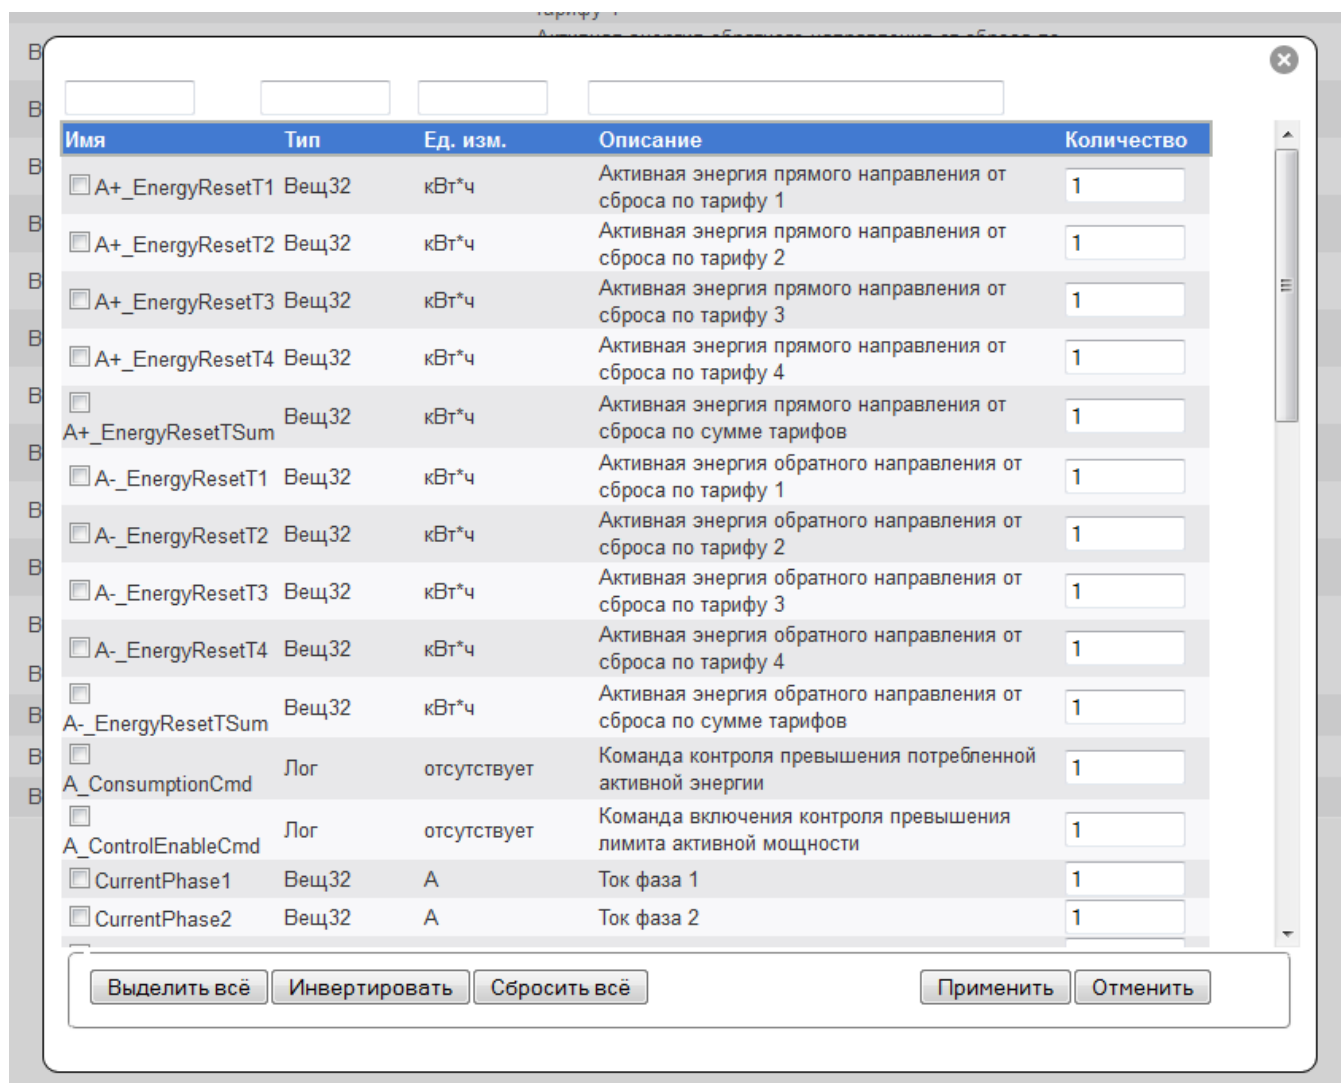 Имя Тип Ед. изм. Описание Количество
A+_EnergyResetT1 Вещ32 кВт*ч Активная энергия прямого направления от 1
сброса по тарифу 1
A+_EnergyResetT2 Вещ32 кВт*ч Активная энергия прямого направления от 1
сброса по тарифу 2
A+_EnergyResetT3 Вещ32 кВт*ч Активная энергия прямого направления от 1
сброса по тарифу 3
A+_EnergyResetT4 Вещ32 кВт*ч Активная энергия прямого направления от 1
сброса по тарифу 4
A+_EnergyResetTSum Вещ32 кВт*ч Активная энергия прямого направления от 1
сброса по сумме тарифов
A-_EnergyResetT1 Вещ32 кВт*ч Активная энергия обратного направления от 1
сброса по тарифу 1
A-_EnergyResetT2 Вещ32 кВт*ч Активная энергия обратного направления от 1
сброса по тарифу 2
A-_EnergyResetT3 Вещ32 кВт*ч Активная энергия обратного направления от 1
сброса по тарифу 3
A-_EnergyResetT4 Вещ32 кВт*ч Активная энергия обратного направления от 1
сброса по тарифу 4
A-_EnergyResetTSum Вещ32 кВт*ч Активная энергия обратного направления от 1
сброса по сумме тарифов
A_ConsumptionCmd Лог отсутствует Команда контроля превышения потребленной 1
активной энергии
A_ControlEnableCmd Лог отсутствует Команда включения контроля превышения 1
лимита активной мощности
CurrentPhase1 Вещ32 А Ток фаза 1 1
CurrentPhase2 Вещ32 А Ток фаза 2 1
Выделить всё Инвертировать Сбросить всё Применить Отменить